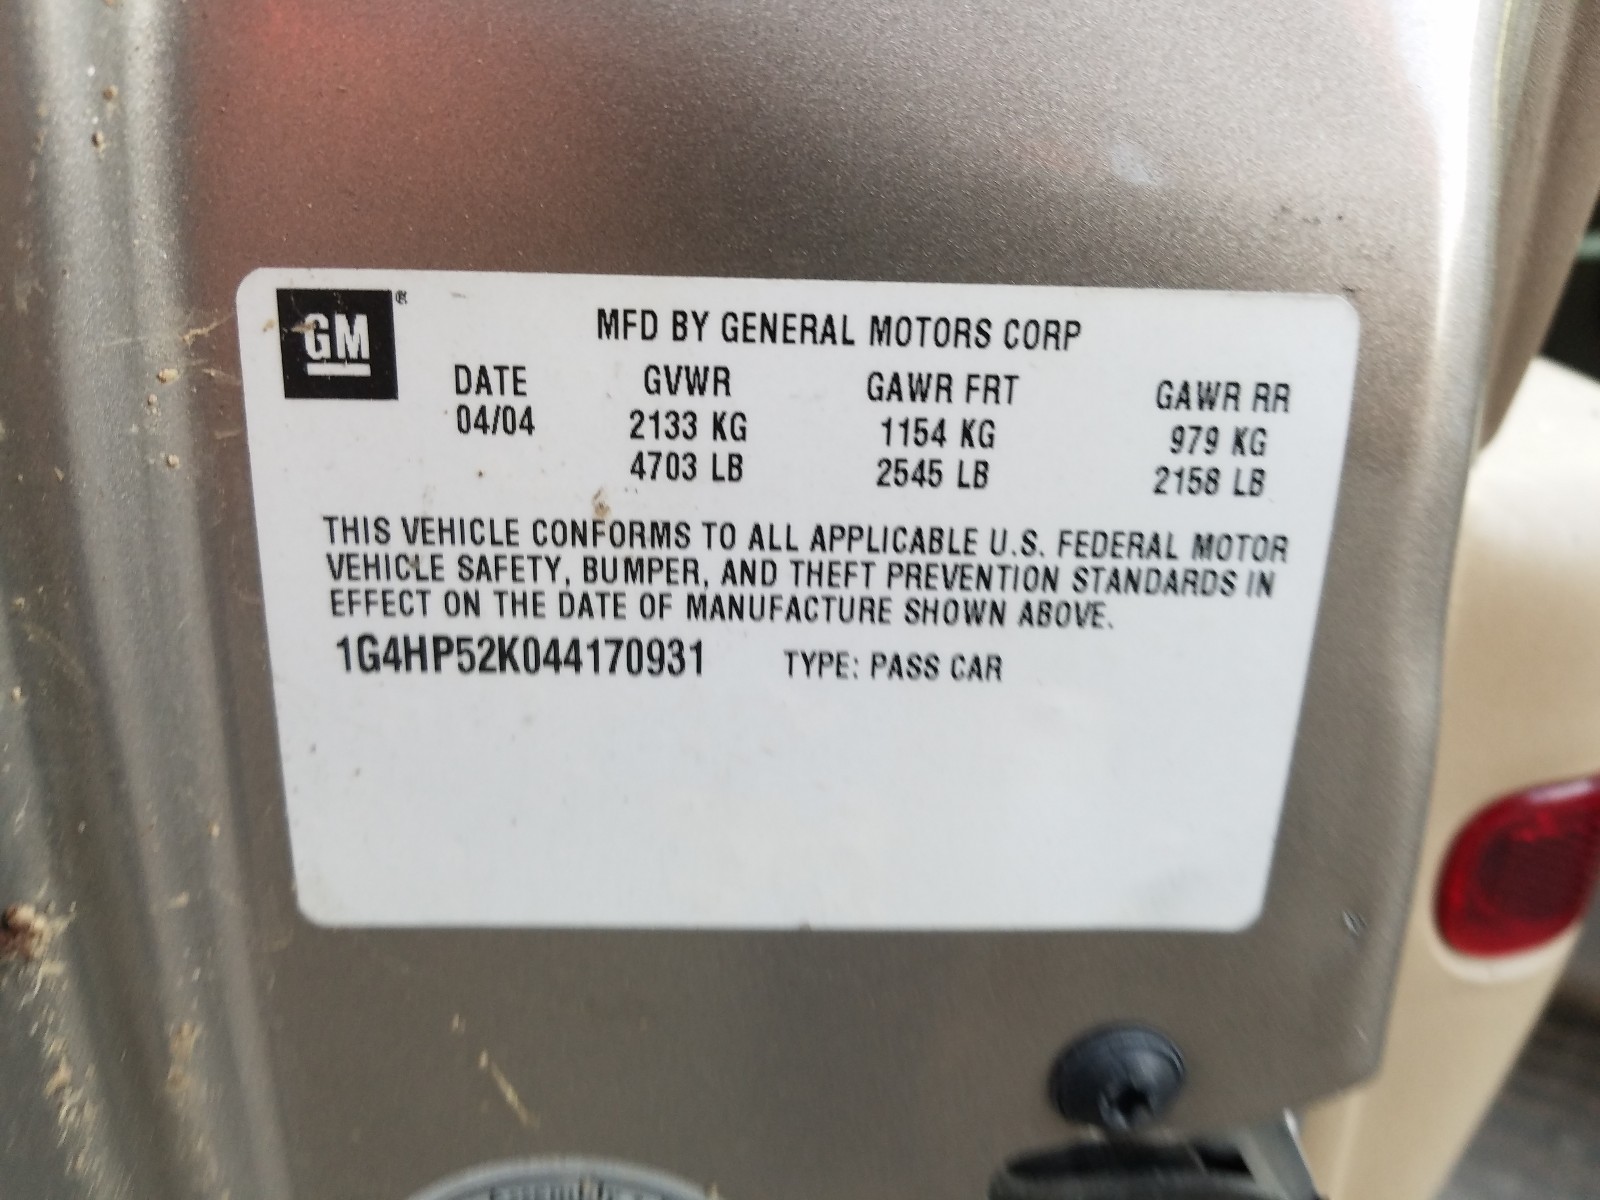 GM®
MFD BY GENERAL MOTORS CORP
DATE GVWR GAWR FRT GAWR RR
04/04 2133 KG 1154 KG 979 KG
4703 LB 2545 LB 2158 LB
THIS VEHICLE CONFORMS TO ALL APPLICABLE U.S. FEDERAL MOTOR
VEHICLE SAFETY, BUMPER, AND THEFT PREVENTION STANDARDS IN
EFFECT ON THE DATE OF MANUFACTURE SHOWN ABOVE.
1G4HP52K044170931 TYPE: PASS CAR
Assembly